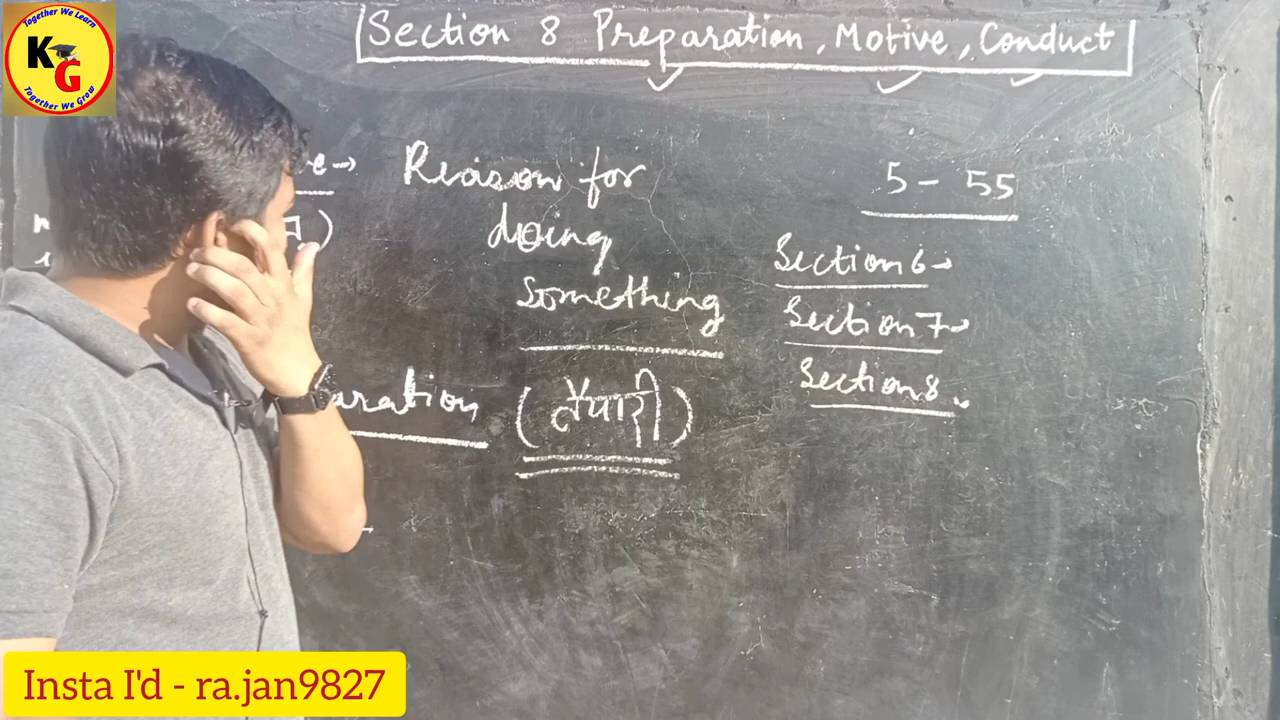 Together We Learn
KG
Together We Grow
Section 8 Preparation, Motive, Conduct
Reason for
doing
something
5 - 55
Section 6→
Section 7→
Section 8
(तैयारी)
Insta I'd - ra.jan9827